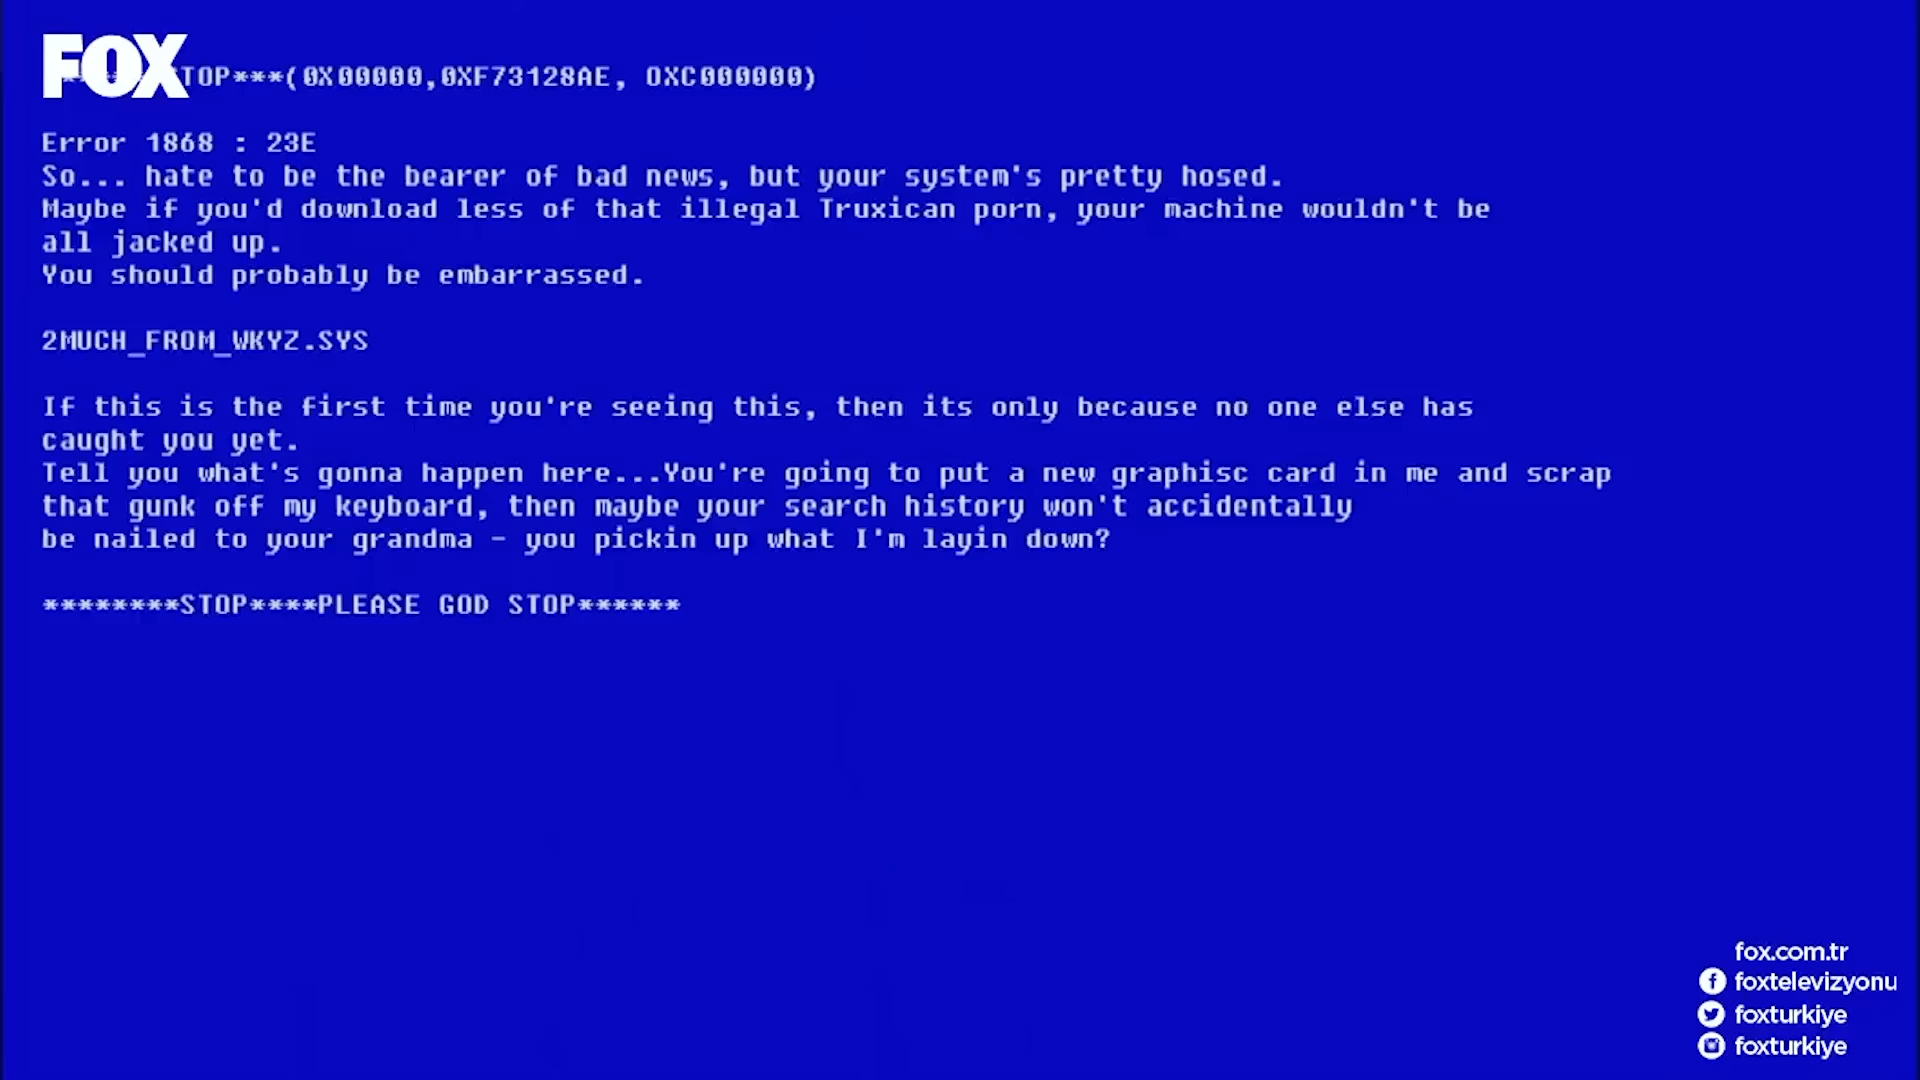 FOX
STOP***(0X00000,0XF73128AE, OXC000000)
Error 1868 : 23E
So... hate to be the bearer of bad news, but your system's pretty hosed.
Maybe if you'd download less of that illegal Truxican porn, your machine wouldn't be
all jacked up.
You should probably be embarrassed.
2MUCH_FROM_WKYZ.SYS
If this is the first time you're seeing this, then its only because no one else has
caught you yet.
Tell you what's gonna happen here...You're going to put a new graphisc card in me and scrap
that gunk off my keyboard, then maybe your search history won't accidentally
be nailed to your grandma - you pickin up what I'm layin down?
********STOP****PLEASE GOD STOP******
fox.com.tr
foxtelevizyonu
foxturkiye
foxturkiye